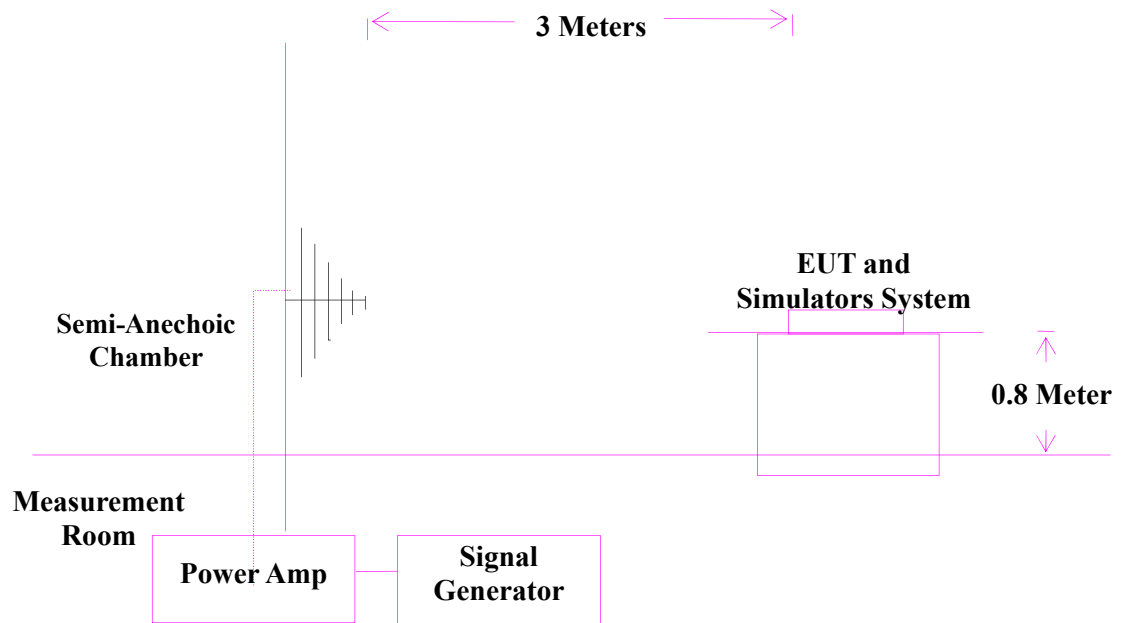 3 Meters
EUT and
Simulators System
Semi-Anechoic
Chamber
0.8 Meter
Measurement
Room
Power Amp
Signal
Generator